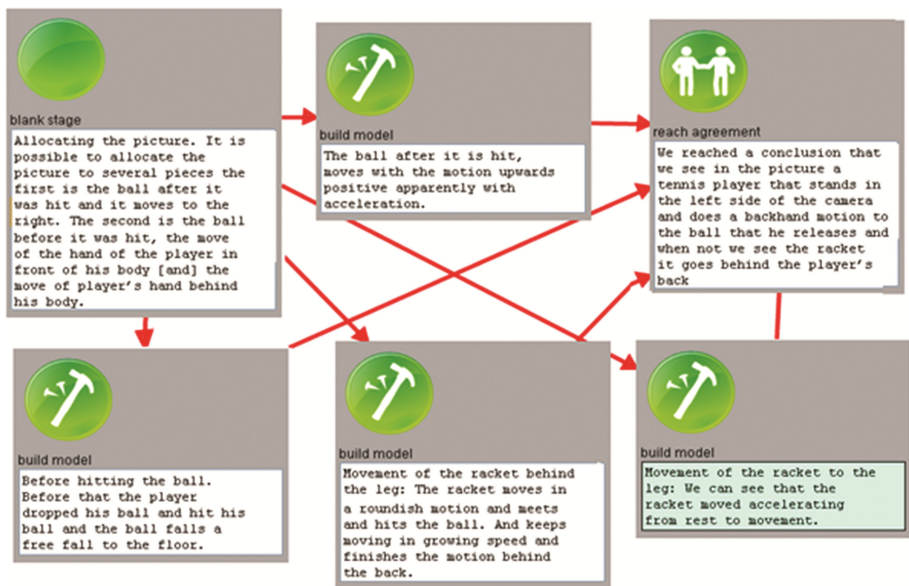 blank stage
Allocating the picture. It is
possible to allocate the
picture to several pieces the
first is the ball after it
was hit and it moves to the
right. The second is the ball
before it was hit, the move
of the hand of the player in
front of his body [and] the
move of player's hand behind
his body.
build model
The ball after it is hit,
moves with the motion upwards
positive apparently with
acceleration.
reach agreement
We reached a conclusion that
we see in the picture a
tennis player that stands in
the left side of the camera
and does a backhand motion to
the ball that he releases and
when not we see the racket
it goes behind the player's
back
build model
Before hitting the ball.
Before that the player
dropped his ball and hit his
ball and the ball falls a
free fall to the floor.
build model
Movement of the racket behind
the leg: The racket moves in
a roundish motion and meets
and hits the ball. And keeps
moving in growing speed and
finishes the motion behind
the back.
build model
Movement of the racket to the
leg: We can see that the
racket moved accelerating
from rest to movement.